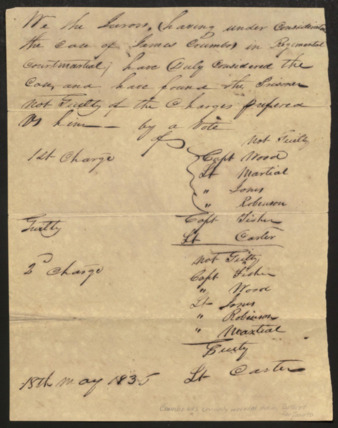 We the Jurors, having under Consideration
the Case of James Crumbs in Regimental
Courtmartial, have Duly Considered the
Case, and have found the Prisoner
Not Guilty of the Charges prefered
Vs him — by a Vote
of Not Guilty
1st Charge Capt Wood
Lt Martial
" Jones
" Robinson
Capt Fisher
Guilty Lt Carter
Not Guilty
2d Charge Capt Fisher
" Wood
Lt Jones
" Robinson
" Martial
Guilty
18th May 1835 Lt Carter